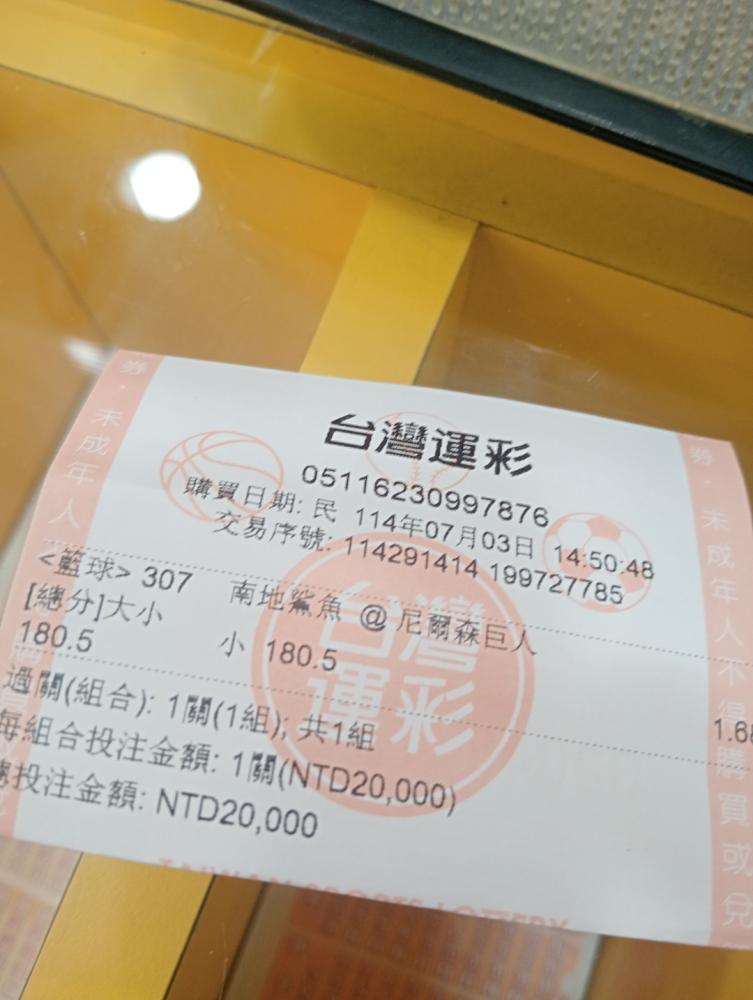 台灣運彩
05116230997876
購買日期: 民 114年07月03日 14:50:48
交易序號: 114291414 199727785
<籃球> 307 南地鯊魚 @ 尼爾森巨人
[總分]大小
180.5 小 180.5
過關(組合): 1關(1組); 共1組
每組合投注金額: 1關(NTD20,000)
投注金額: NTD20,000
券・未成年人
券・未成年人不得購買或兌
台灣運彩
TAIWAN SPORTS LOTTERY